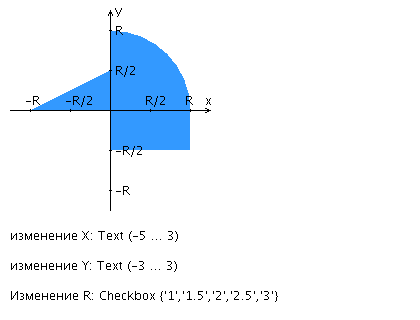 y
R
R/2
-R
-R/2
R/2
R
x
-R/2
-R
изменение X: Text (-5 ... 3)
изменение Y: Text (-3 ... 3)
Изменение R: Checkbox {'1','1.5','2','2.5','3'}